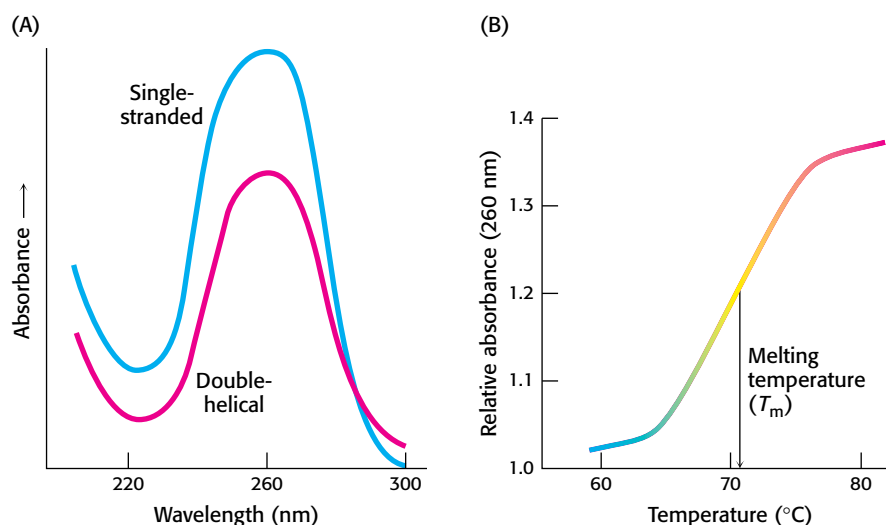 (A)
Single-
stranded
Double-
helical
Absorbance →
220
260
300
Wavelength (nm)
(B)
1.4
1.3
1.2
1.1
1.0
Relative absorbance (260 nm)
Melting
temperature
(Tm)
60
70
80
Temperature (°C)